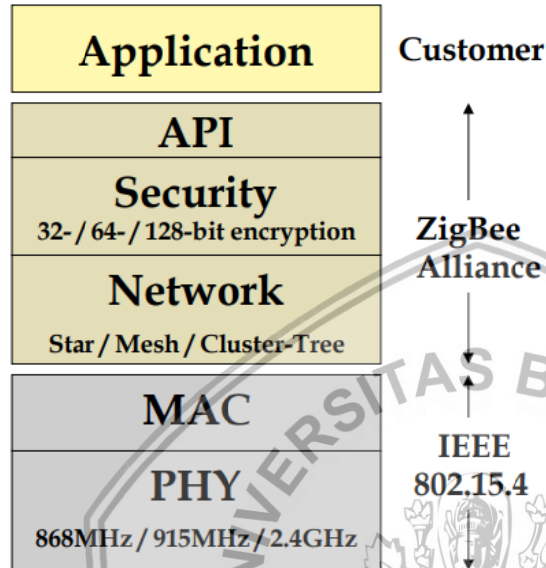 Application
Customer
API
Security
32- / 64- / 128-bit encryption
Network
Star / Mesh / Cluster-Tree
ZigBee
Alliance
MAC
PHY
868MHz / 915MHz / 2.4GHz
IEEE
802.15.4
VERSITAS B